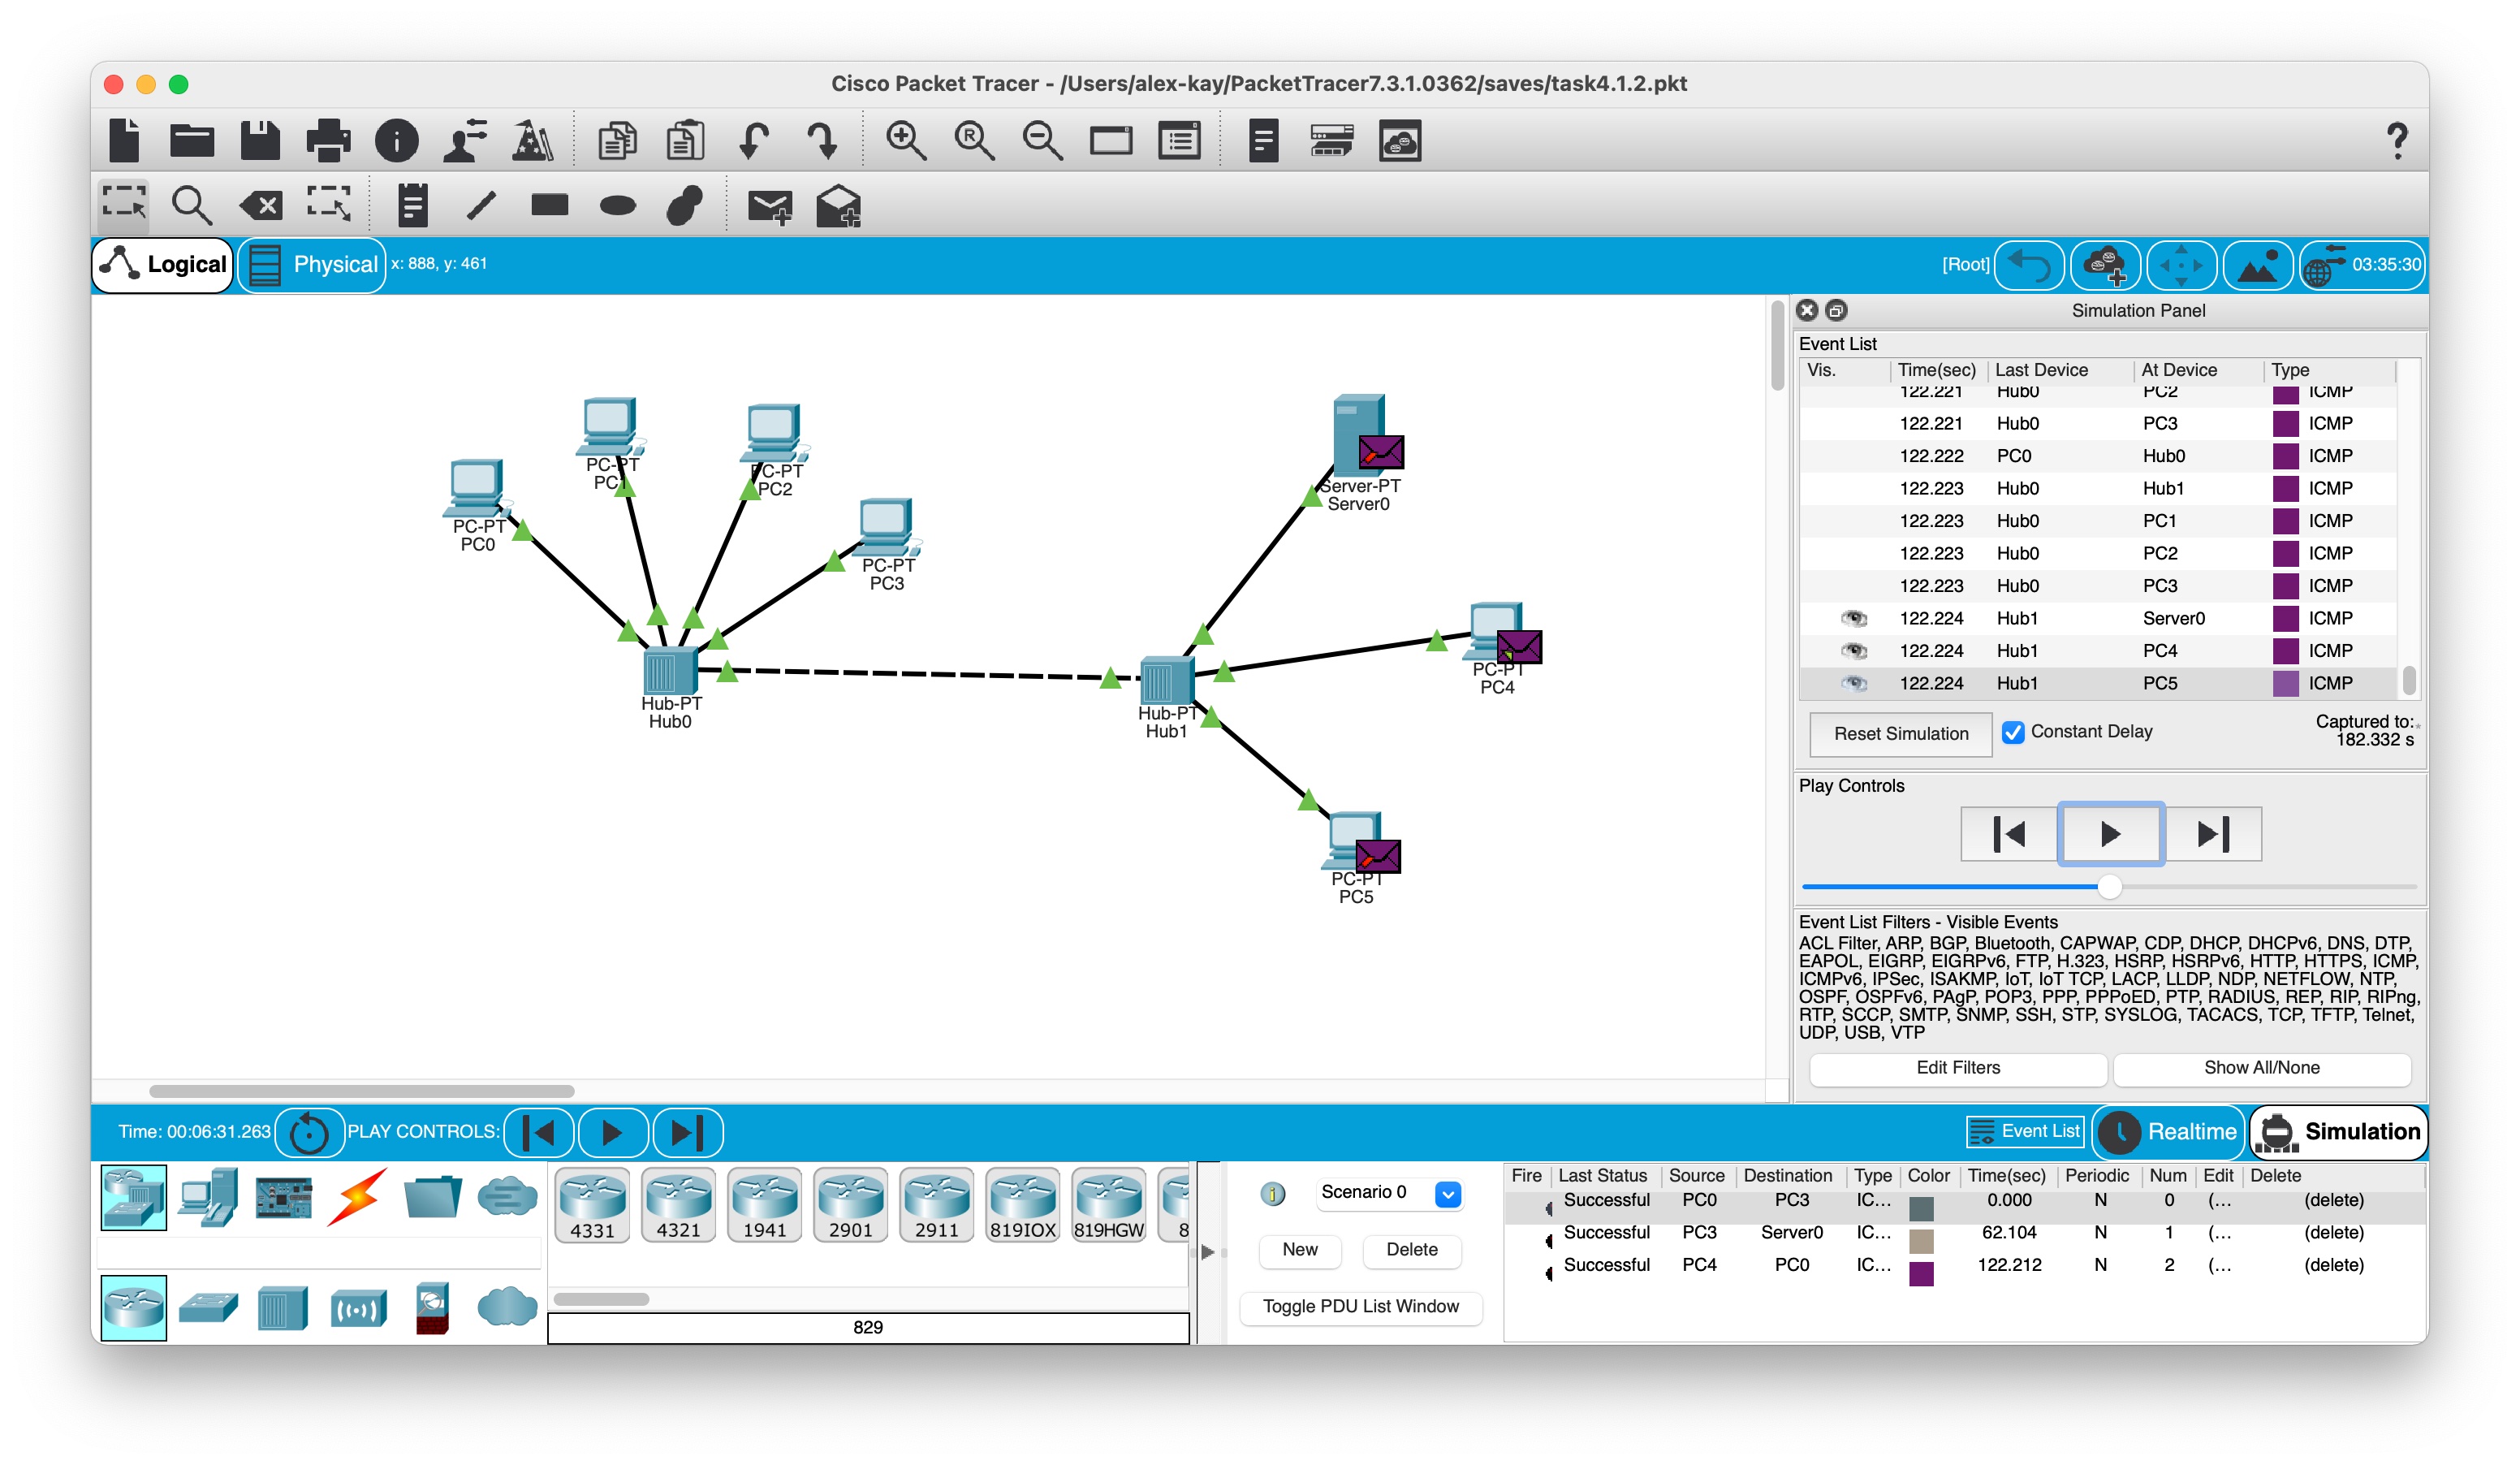 Cisco Packet Tracer - /Users/alex-kay/PacketTracer7.3.1.0362/saves/task4.1.2.pkt
Logical
Physical
x: 888, y: 461
[Root]
03:35:30
PC-PT
PC0
PC-PT
PC1
PC-PT
PC2
PC-PT
PC3
Hub-PT
Hub0
Hub-PT
Hub1
Server-PT
Server0
PC-PT
PC4
PC-PT
PC5
Simulation Panel
Event List
Vis. Time(sec) Last Device At Device Type
122.221 Hub0 PC2 ICMP
122.221 Hub0 PC3 ICMP
122.222 PC0 Hub0 ICMP
122.223 Hub0 Hub1 ICMP
122.223 Hub0 PC1 ICMP
122.223 Hub0 PC2 ICMP
122.223 Hub0 PC3 ICMP
122.224 Hub1 Server0 ICMP
122.224 Hub1 PC4 ICMP
122.224 Hub1 PC5 ICMP
Reset Simulation
Constant Delay
Captured to:
182.332 s
Play Controls
Event List Filters - Visible Events
ACL Filter, ARP, BGP, Bluetooth, CAPWAP, CDP, DHCP, DHCPv6, DNS, DTP,
EAPOL, EIGRP, EIGRPv6, FTP, H.323, HSRP, HSRPv6, HTTP, HTTPS, ICMP,
ICMPv6, IPSec, ISAKMP, IoT, IoT TCP, LACP, LLDP, NDP, NETFLOW, NTP,
OSPF, OSPFv6, PAgP, POP3, PPP, PPPoED, PTP, RADIUS, REP, RIP, RIPng,
RTP, SCCP, SMTP, SNMP, SSH, STP, SYSLOG, TACACS, TCP, TFTP, Telnet,
UDP, USB, VTP
Edit Filters
Show All/None
Time: 00:06:31.263
PLAY CONTROLS:
Event List
Realtime
Simulation
4331
4321
1941
2901
2911
819IOX
819HGW
8
829
Scenario 0
New
Delete
Toggle PDU List Window
Fire Last Status Source Destination Type Color Time(sec) Periodic Num Edit Delete
Successful PC0 PC3 IC... 0.000 N 0 (... (delete)
Successful PC3 Server0 IC... 62.104 N 1 (... (delete)
Successful PC4 PC0 IC... 122.212 N 2 (... (delete)